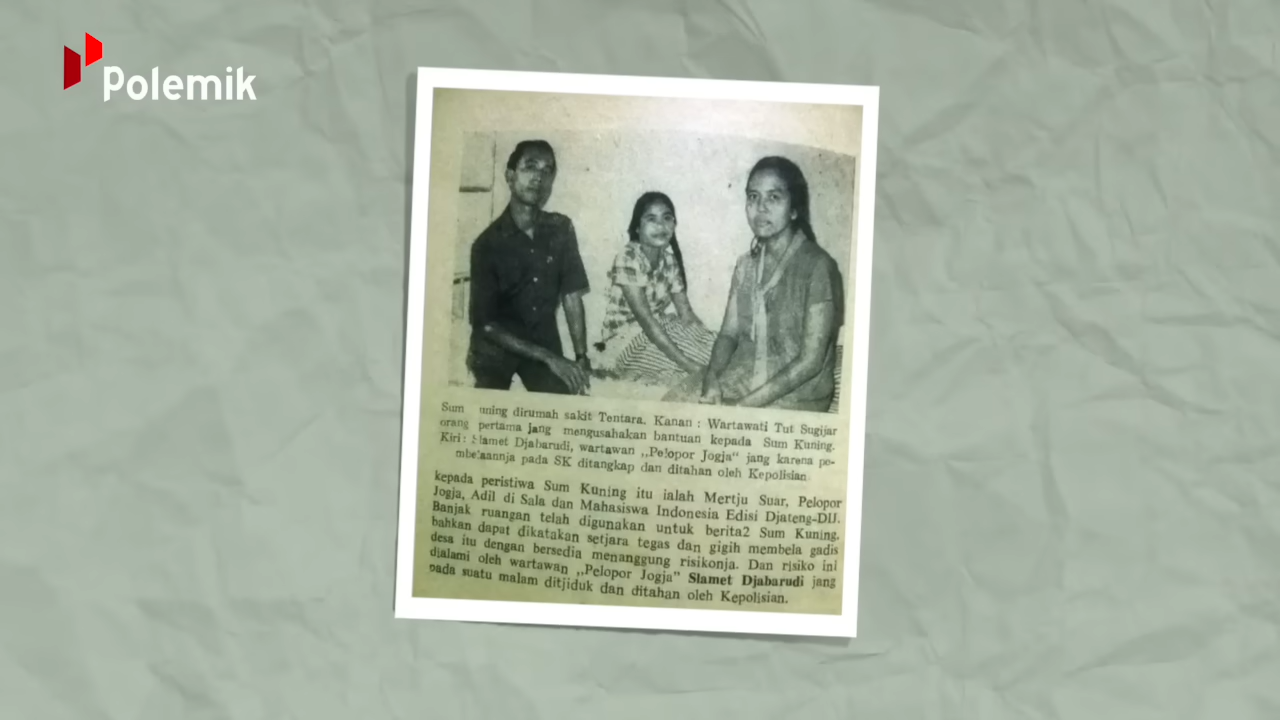 Polemik
Sum uning dirumah sakit Tentara. Kanan : Wartawati Tut Sugijar
orang pertama jang mengusahakan bantuan kepada Sum Kuning.
Kiri : Slamet Djabarudi, wartawan ,,Pelopor Jogja" jang karena pe-
mbelaannja pada SK ditangkap dan ditahan oleh Kepolisian
kepada peristiwa Sum Kuning itu ialah Mertju Suar, Pelopor
Jogja, Adil di Sala dan Mahasiswa Indonesia Edisi Djateng-DIJ.
Banjak ruangan telah digunakan untuk berita2 Sum Kuning,
bahkan dapat dikatakan setjara tegas dan gigih membela gadis
desa itu dengan bersedia menanggung risikonja. Dan risiko ini
dialami oleh wartawan ,,Pelopor Jogja" Slamet Djabarudi jang
pada suatu malam ditjiduk dan ditahan oleh Kepolisian.